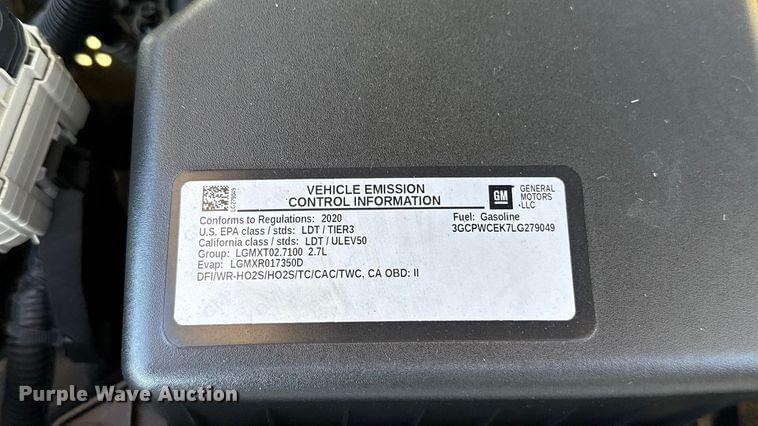 VEHICLE EMISSION
CONTROL INFORMATION
GM
GENERAL
MOTORS
LLC
LG279049
Conforms to Regulations: 2020
Fuel: Gasoline
U.S. EPA class / stds: LDT / TIER3
3GCPWCEK7LG279049
California class / stds: LDT / ULEV50
Group: LGMXT02.7100 2.7L
Evap: LGMXR017350D
DFI/WR-HO2S/HO2S/TC/CAC/TWC, CA OBD: II
Purple Wave Auction